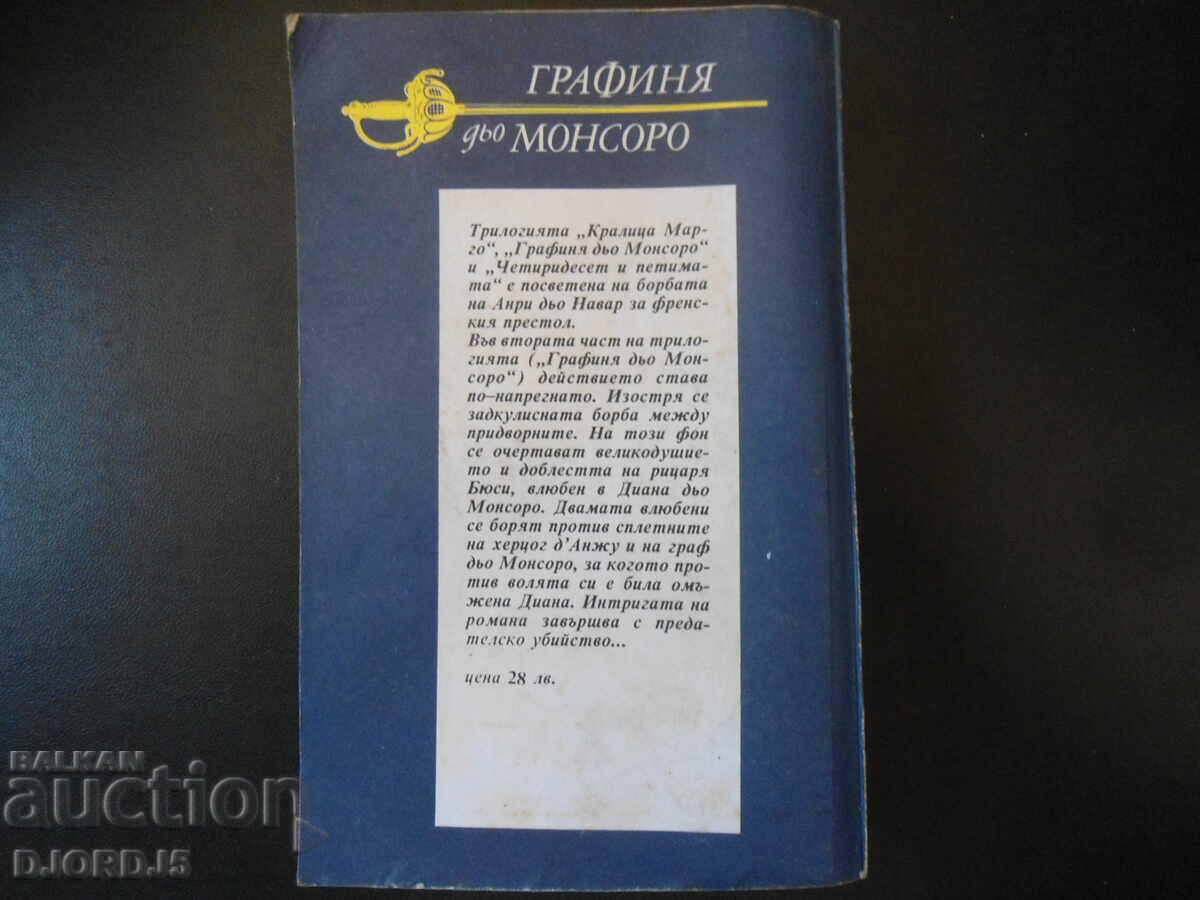 ГРАФИНЯ
дьо МОНСОРО
Трилогията „Кралица Мар-
го“, „Графиня дьо Монсоро“
и „Четиридесет и петима-
та“ е посветена на борбата
на Анри дьо Навар за френс-
кия престол.
Във втората част на трило-
гията („Графиня дьо Мон-
соро“) действието става
по-напрегнато. Изостря се
задкулисната борба между
придворните. На този фон
се очертават великодушие-
то и доблестта на рицаря
Бюси, влюбен в Диана дьо
Монсоро. Двамата влюбени
се борят против сплетните
на херцог д'Анжу и на граф
дьо Монсоро, за когото про-
тив волята си е била омъ-
жена Диана. Интригата на
романа завършва с преда-
телско убийство...
цена 28 лв.
BALKAN
auction
DJORDJ5